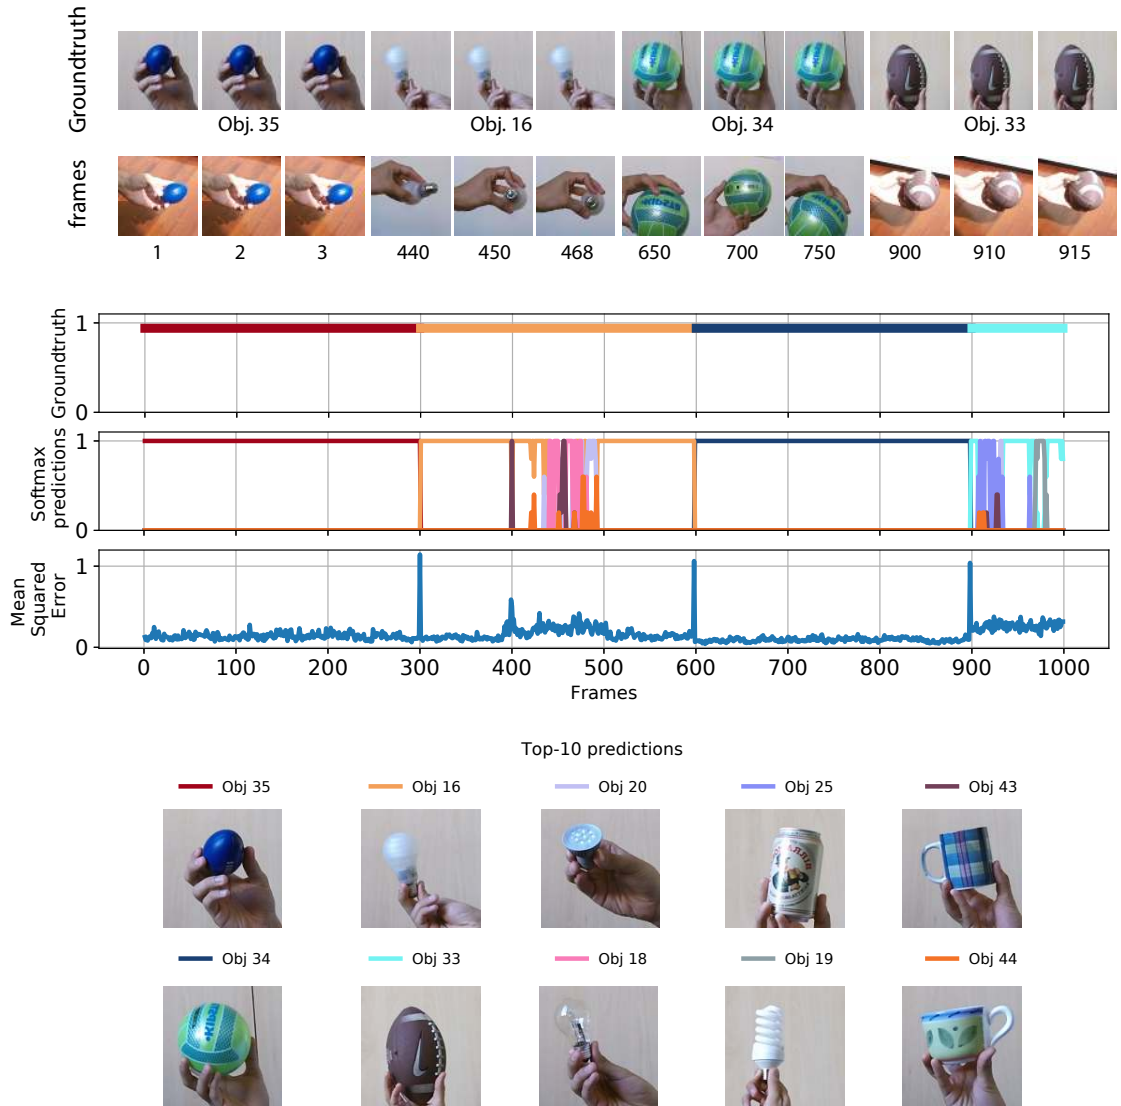 Groundtruth
Obj. 35 Obj. 16 Obj. 34 Obj. 33
frames
1 2 3 440 450 468 650 700 750 900 910 915
Groundtruth
1
0
Softmax
predictions
1
0
Mean
Squared
Error
1
0
0 100 200 300 400 500 600 700 800 900 1000
Frames
Top-10 predictions
Obj 35 Obj 16 Obj 20 Obj 25 Obj 43
Obj 34 Obj 33 Obj 18 Obj 19 Obj 44